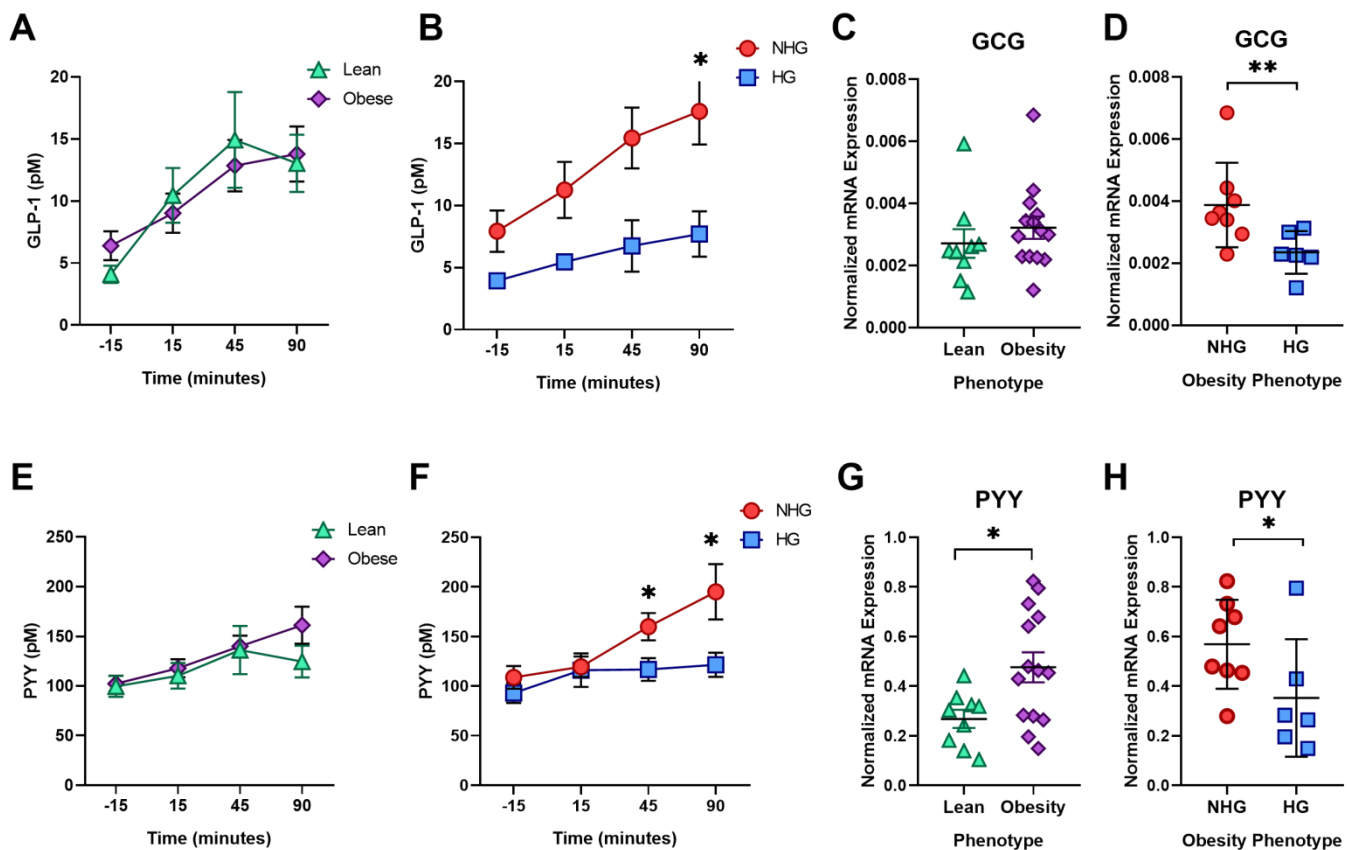 A
Lean
Obese
GLP-1 (pM)
20
15
10
5
0
-15 15 45 90
Time (minutes)
B
NHG
HG
*
GLP-1 (pM)
20
15
10
5
0
-15 15 45 90
Time (minutes)
C
GCG
Normalized mRNA Expression
0.008
0.006
0.004
0.002
0.000
Lean Obesity
Phenotype
D
GCG
**
Normalized mRNA Expression
0.008
0.006
0.004
0.002
0.000
NHG HG
Obesity Phenotype
E
Lean
Obese
PYY (pM)
250
200
150
100
50
0
-15 15 45 90
Time (minutes)
F
NHG
HG
*
*
PYY (pM)
250
200
150
100
50
0
-15 15 45 90
Time (minutes)
G
PYY
*
Normalized mRNA Expression
1.0
0.8
0.6
0.4
0.2
0.0
Lean Obesity
Phenotype
H
PYY
*
Normalized mRNA Expression
1.0
0.8
0.6
0.4
0.2
0.0
NHG HG
Obesity Phenotype